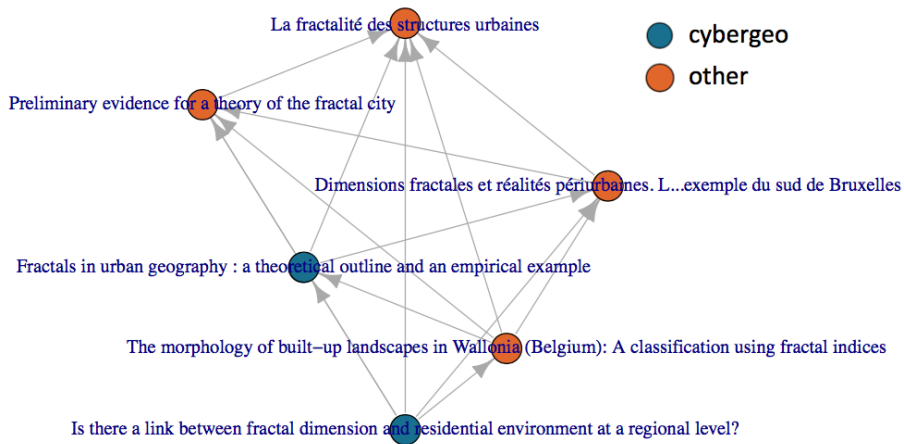 La fractalité des structures urbaines
cybergeo
other
Preliminary evidence for a theory of the fractal city
Dimensions fractales et réalités périurbaines. L...exemple du sud de Bruxelles
Fractals in urban geography : a theoretical outline and an empirical example
The morphology of built−up landscapes in Wallonia (Belgium): A classification using fractal indices
Is there a link between fractal dimension and residential environment at a regional level?